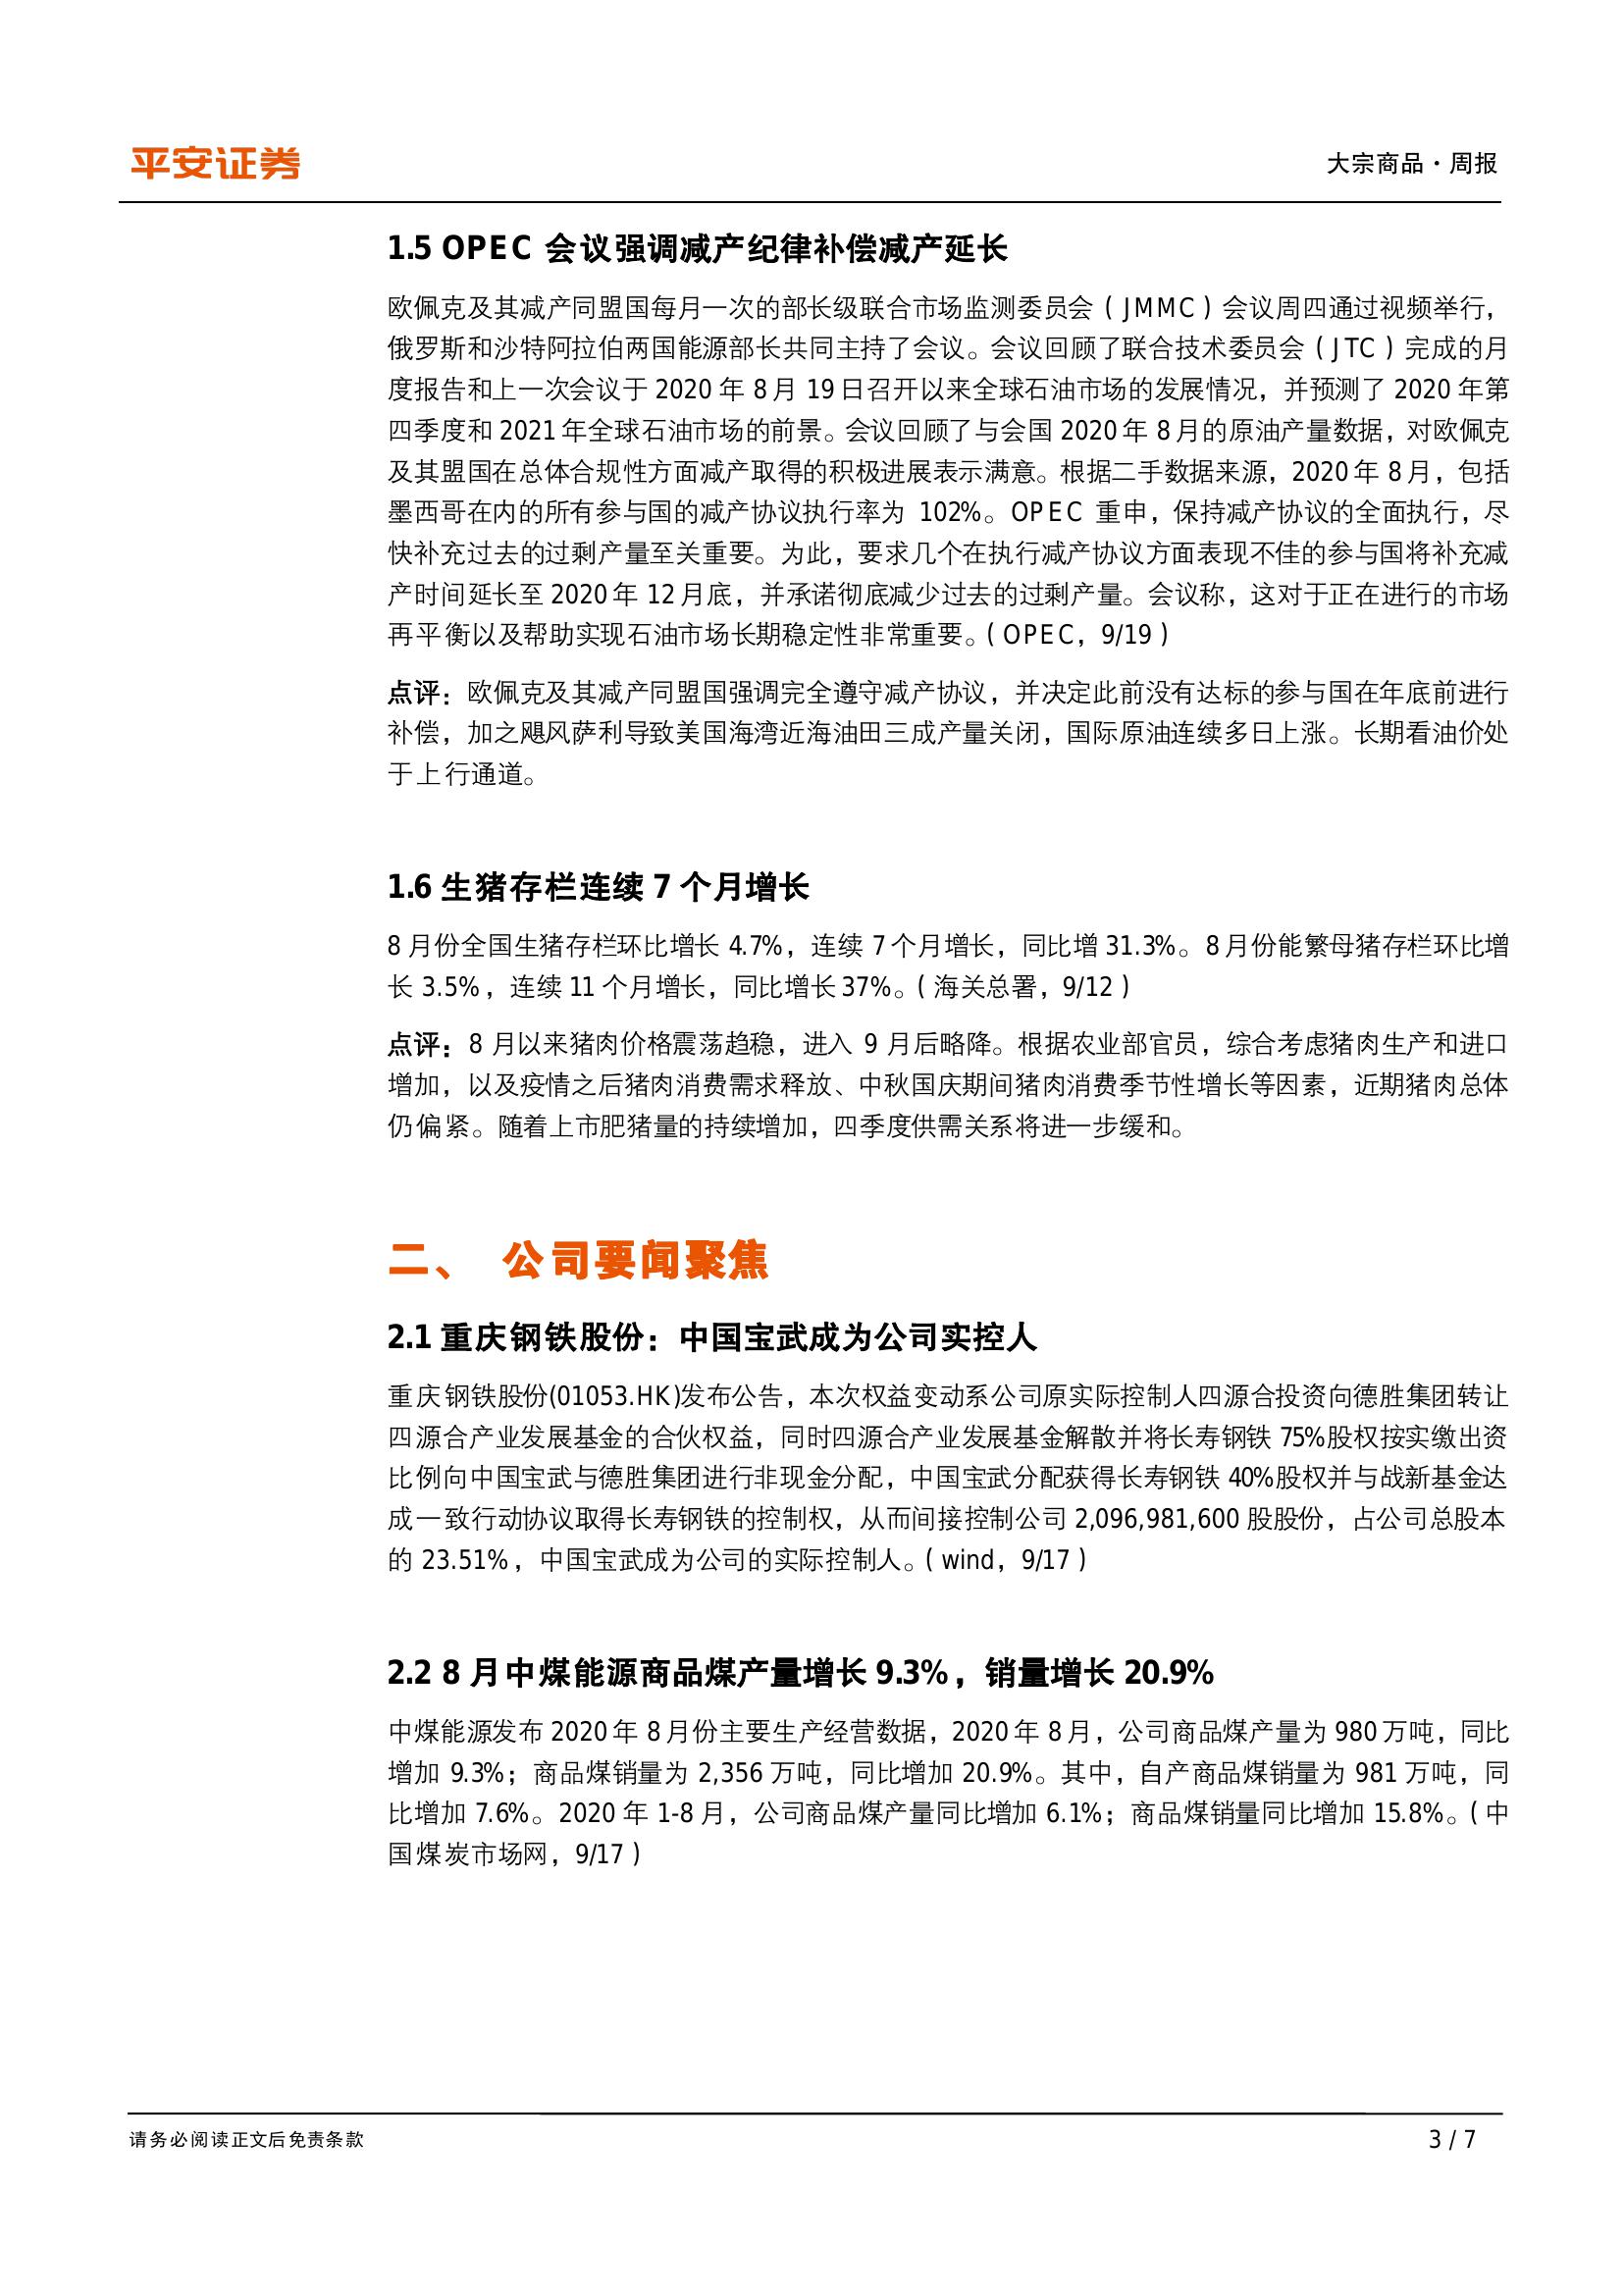 平安证券
大宗商品·周报
1.5 OPEC 会议强调减产纪律补偿减产延长
欧佩克及其减产同盟国每月一次的部长级联合市场监测委员会（JMMC）会议周四通过视频举行，
俄罗斯和沙特阿拉伯两国能源部长共同主持了会议。会议回顾了联合技术委员会（JTC）完成的月
度报告和上一次会议于 2020 年 8 月 19 日召开以来全球石油市场的发展情况，并预测了 2020 年第
四季度和 2021 年全球石油市场的前景。会议回顾了与会国 2020 年 8 月的原油产量数据，对欧佩克
及其盟国在总体合规性方面减产取得的积极进展表示满意。根据二手数据来源，2020 年 8 月，包括
墨西哥在内的所有参与国的减产协议执行率为 102%。OPEC 重申，保持减产协议的全面执行，尽
快补充过去的过剩产量至关重要。为此，要求几个在执行减产协议方面表现不佳的参与国将补充减
产时间延长至 2020 年 12 月底，并承诺彻底减少过去的过剩产量。会议称，这对于正在进行的市场
再平衡以及帮助实现石油市场长期稳定性非常重要。（OPEC，9/19）
点评：欧佩克及其减产同盟国强调完全遵守减产协议，并决定此前没有达标的参与国在年底前进行
补偿，加之飓风萨利导致美国海湾近海油田三成产量关闭，国际原油连续多日上涨。长期看油价处
于上行通道。
1.6 生猪存栏连续 7 个月增长
8 月份全国生猪存栏环比增长 4.7%，连续 7 个月增长，同比增 31.3%。8 月份能繁母猪存栏环比增
长 3.5%，连续 11 个月增长，同比增长 37%。（海关总署，9/12）
点评：8 月以来猪肉价格震荡趋稳，进入 9 月后略降。根据农业部官员，综合考虑猪肉生产和进口
增加，以及疫情之后猪肉消费需求释放、中秋国庆期间猪肉消费季节性增长等因素，近期猪肉总体
仍偏紧。随着上市肥猪量的持续增加，四季度供需关系将进一步缓和。
二、 公司要闻聚焦
2.1 重庆钢铁股份：中国宝武成为公司实控人
重庆钢铁股份(01053.HK)发布公告，本次权益变动系公司原实际控制人四源合投资向德胜集团转让
四源合产业发展基金的合伙权益，同时四源合产业发展基金解散并将长寿钢铁 75%股权按实缴出资
比例向中国宝武与德胜集团进行非现金分配，中国宝武分配获得长寿钢铁 40%股权并与战新基金达
成一致行动协议取得长寿钢铁的控制权，从而间接控制公司 2,096,981,600 股股份，占公司总股本
的 23.51%，中国宝武成为公司的实际控制人。（wind，9/17）
2.2 8 月中煤能源商品煤产量增长 9.3%，销量增长 20.9%
中煤能源发布 2020 年 8 月份主要生产经营数据，2020 年 8 月，公司商品煤产量为 980 万吨，同比
增加 9.3%；商品煤销量为 2,356 万吨，同比增加 20.9%。其中，自产商品煤销量为 981 万吨，同
比增加 7.6%。2020 年 1-8 月，公司商品煤产量同比增加 6.1%；商品煤销量同比增加 15.8%。（中
国煤炭市场网，9/17）
请务必阅读正文后免责条款
3 / 7